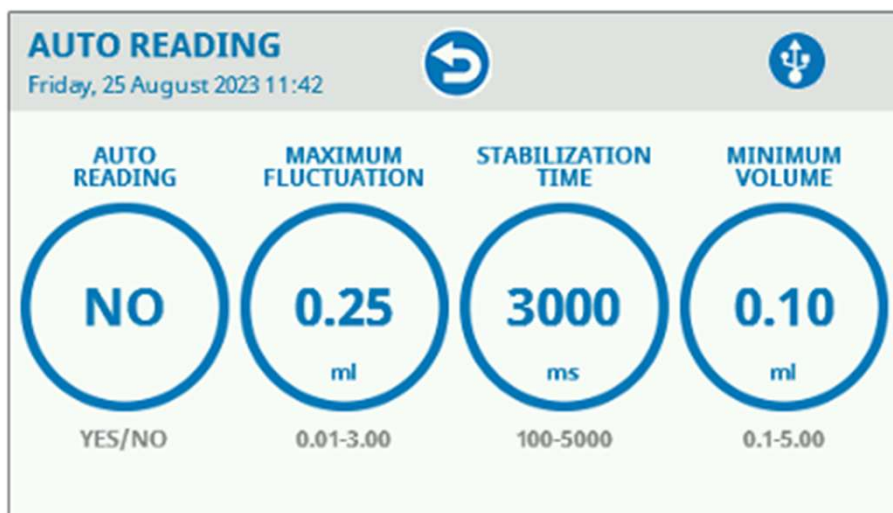 AUTO READING
Friday, 25 August 2023 11:42
AUTO
READING
MAXIMUM
FLUCTUATION
STABILIZATION
TIME
MINIMUM
VOLUME
NO
0.25
ml
3000
ms
0.10
ml
YES/NO
0.01-3.00
100-5000
0.1-5.00